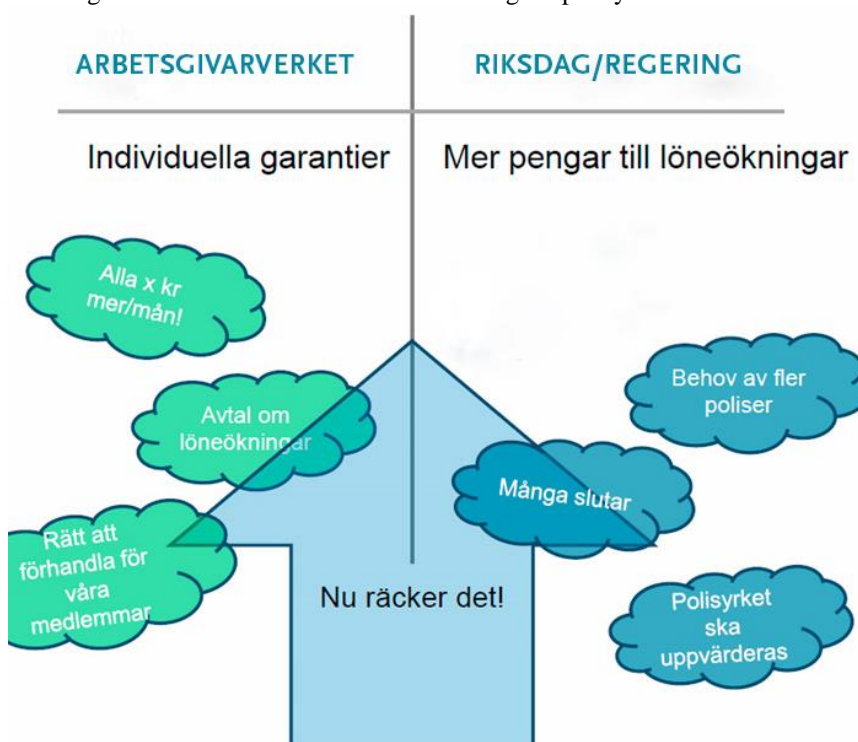 ARBETSGIVARVERKET
RIKSDAG/REGERING
Individuella garantier
Mer pengar till löneökningar
Alla x kr
mer/mån!
Avtal om
löneökningar
Rätt att
förhandla för
våra
medlemmar
Behov av fler
poliser
Många slutar
Polisyrket
ska
uppvärderas
Nu räcker det!